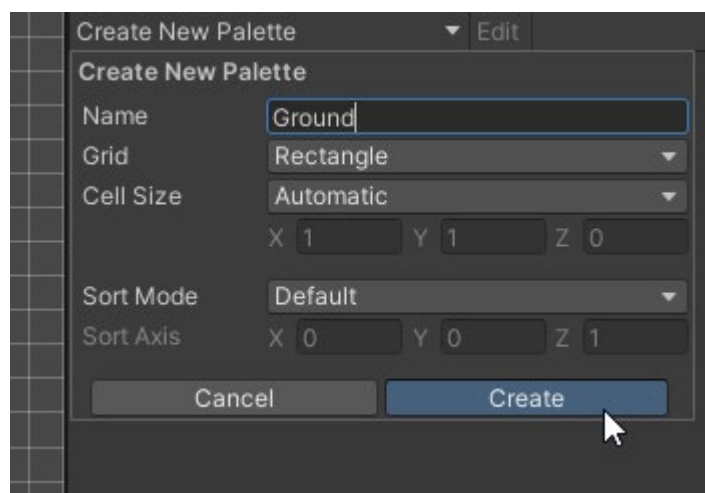 Create New Palette Edit
Create New Palette
Name Ground
Grid Rectangle
Cell Size Automatic
X 1 Y 1 Z 0
Sort Mode Default
Sort Axis X 0 Y 0 Z 1
Cancel Create